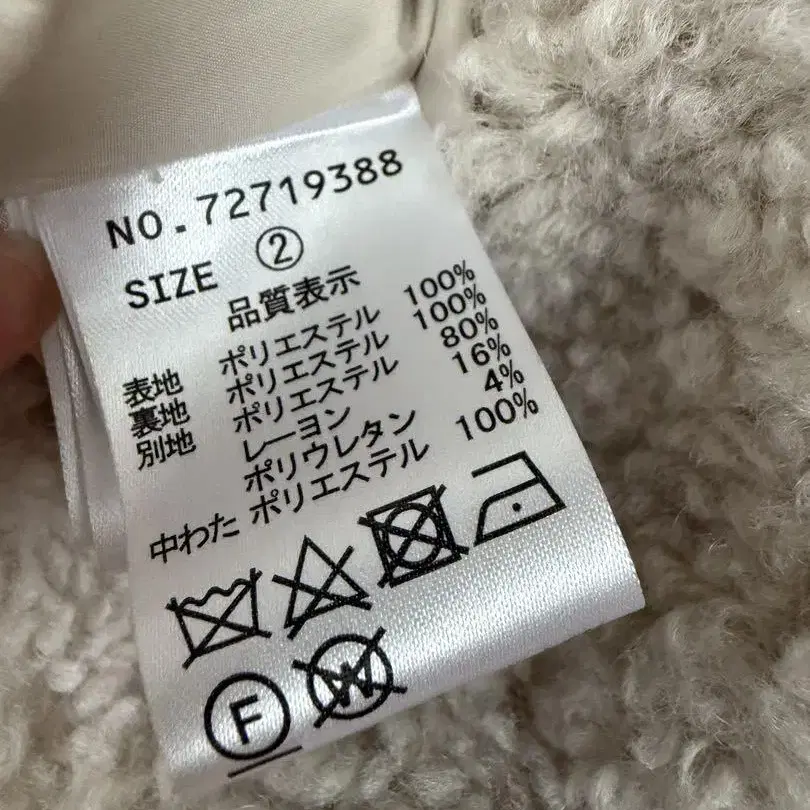 NO.72719388
SIZE ②
品質表示
表地 ポリエステル 100%
裏地 ポリエステル 100%
別地 ポリエステル 80%
レーヨン 16%
ポリウレタン 4%
中わた ポリエステル 100%
F W